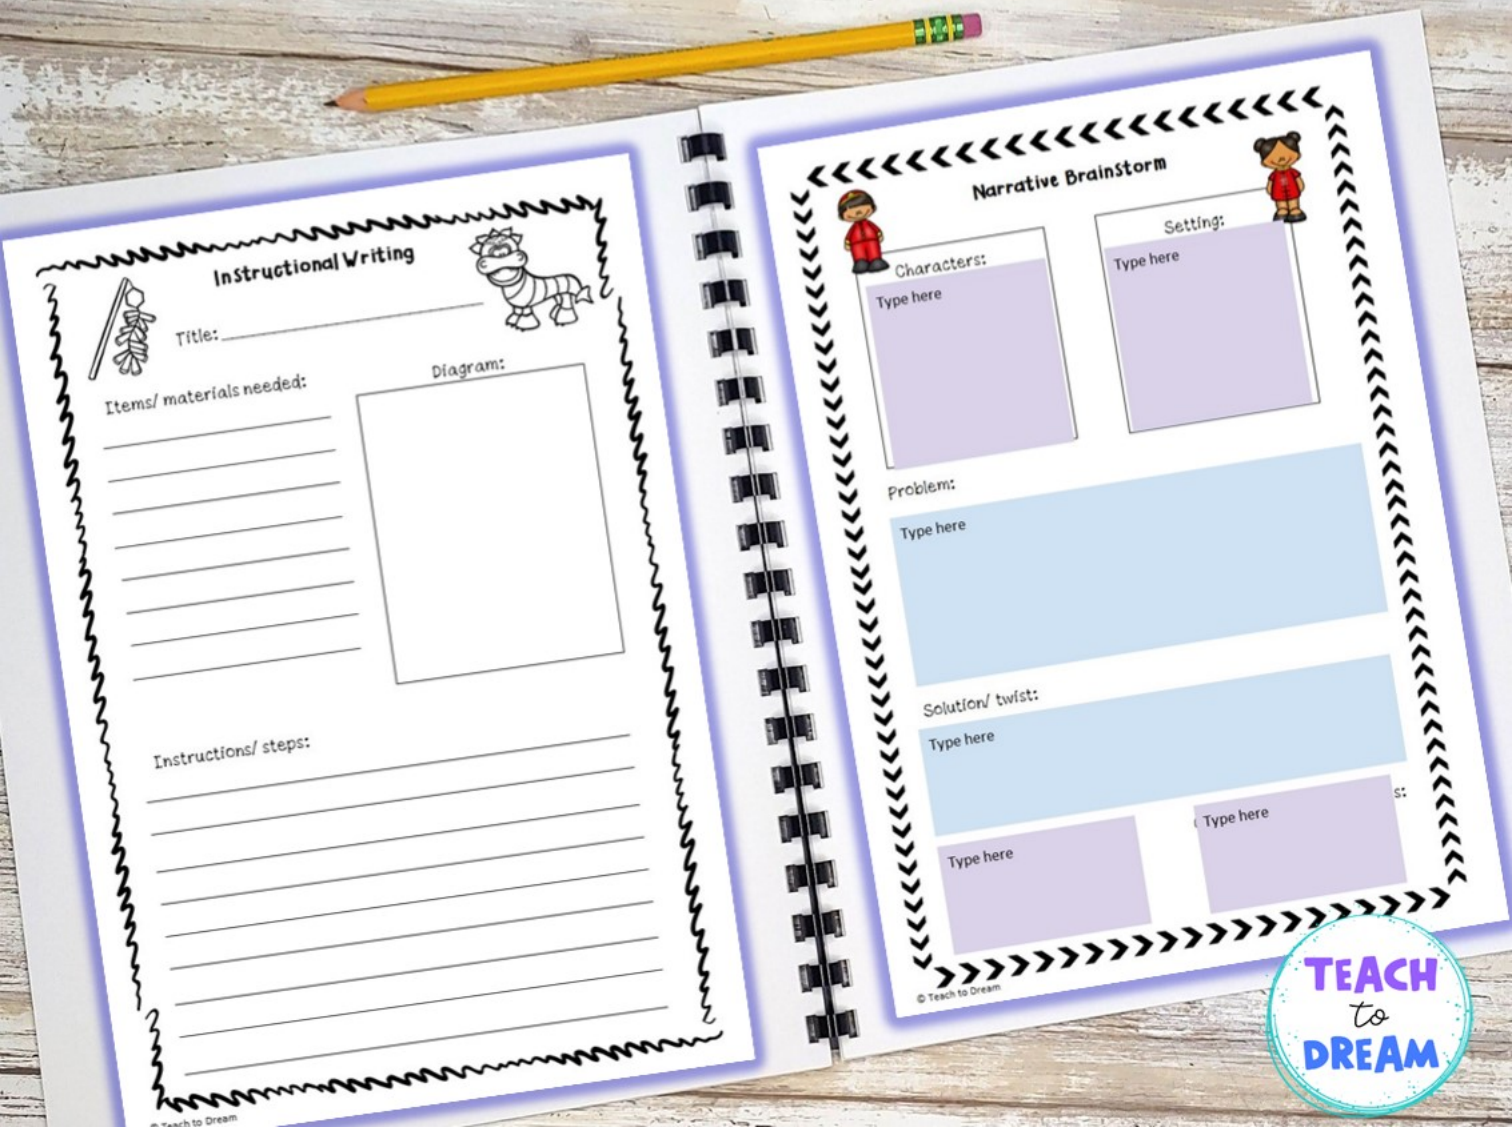 Instructional Writing
Title:
Items/ materials needed:
Diagram:
Instructions/ steps:
© Teach to Dream
Narrative BrainStorm
Characters:
Type here
Setting:
Type here
Problem:
Type here
Solution/ twist:
Type here
Type here
s:
Type here
© Teach to Dream
TEACH
to
DREAM